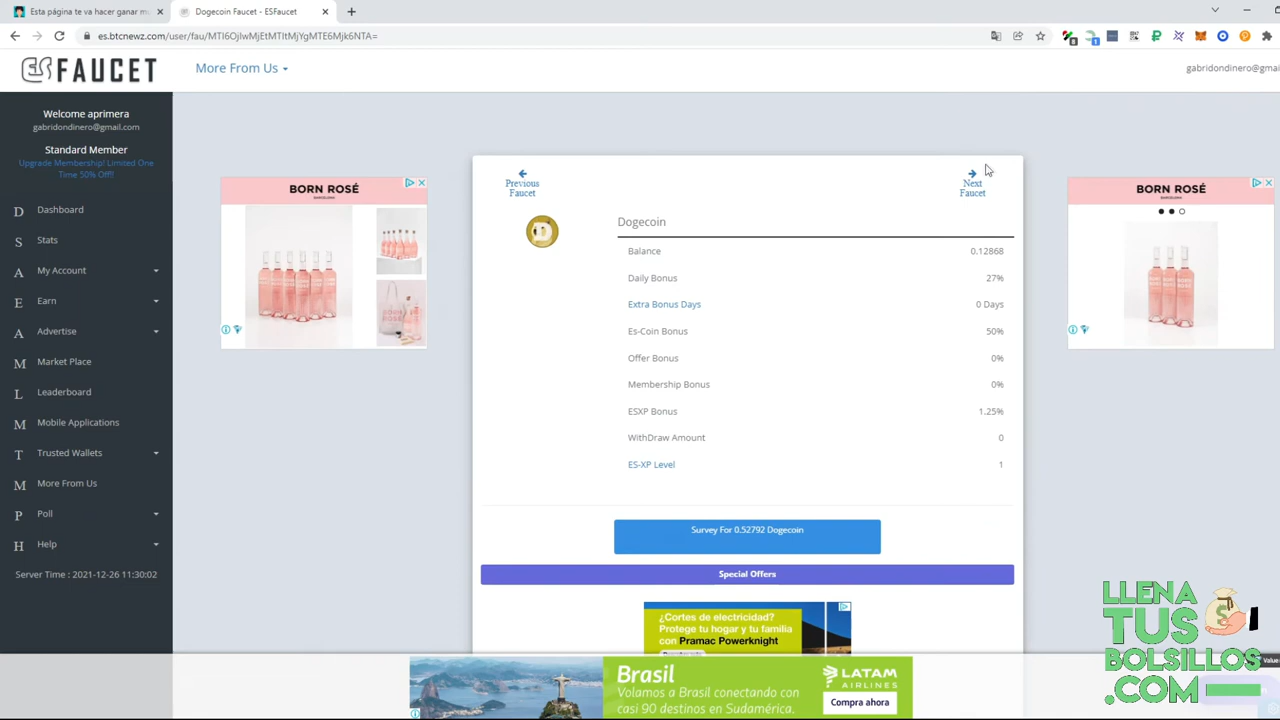 Esta página te va hacer ganar m
Dogecoin Faucet - ESFaucet
es.btcnewz.com/user/fau/MTI6OjIwMjEtMTItMjYgMTE6Mjk6NTA=
ESFAUCET
More From Us
gabridondinero@gmai
Welcome aprimera
gabridondinero@gmail.com
Standard Member
Upgrade Membership! Limited One
Time 50% Off!!
D Dashboard
S Stats
A My Account
E Earn
A Advertise
M Market Place
L Leaderboard
M Mobile Applications
T Trusted Wallets
M More From Us
P Poll
H Help
Server Time : 2021-12-26 11:30:02
BORN ROSÉ
BARCELONA
Previous
Faucet
Next
Faucet
Dogecoin
Balance 0.12868
Daily Bonus 27%
Extra Bonus Days 0 Days
Es-Coin Bonus 50%
Offer Bonus 0%
Membership Bonus 0%
ESXP Bonus 1.25%
WithDraw Amount 0
ES-XP Level 1
Survey For 0.52792 Dogecoin
Special Offers
BORN ROSÉ
BARCELONA
¿Cortes de electricidad?
Protege tu hogar y tu familia
con Pramac Powerknight
Brasil
Volamos a Brasil conectando con
casi 90 destinos en Sudamérica.
LATAM
AIRLINES
Compra ahora
LLENA
TUS
BOLSILLOS
.COM
Value